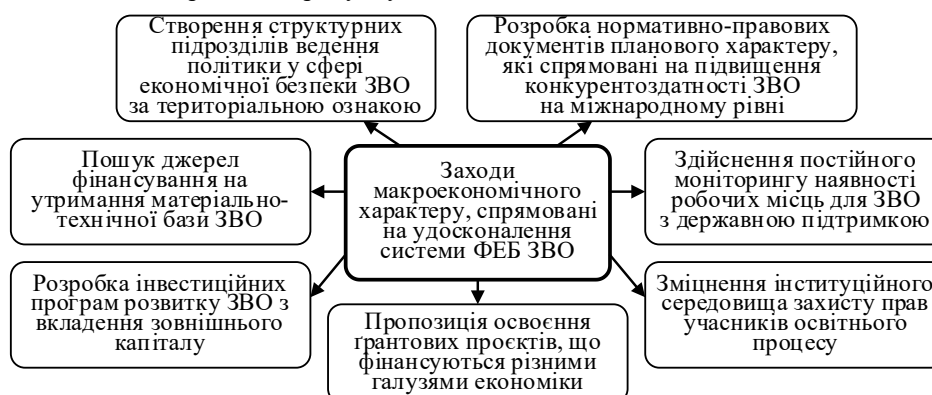 Створення структурних
підрозділів ведення
політики у сфері
економічної безпеки ЗВО
за територіальною ознакою
Розробка нормативно-правових
документів планового характеру,
які спрямовані на підвищення
конкурентоздатності ЗВО
на міжнародному рівні
Пошук джерел
фінансування на
утримання матеріально-
технічної бази ЗВО
Заходи
макроекономічного
характеру, спрямовані
на удосконалення
системи ФЕБ ЗВО
Здійснення постійного
моніторингу наявності
робочих місць для ЗВО
з державною підтримкою
Розробка інвестиційних
програм розвитку ЗВО з
вкладення зовнішнього
капіталу
Пропозиція освоєння
ґрантових проєктів, що
фінансуються різними
галузями економіки
Зміцнення інституційного
середовища захисту прав
учасників освітнього
процесу